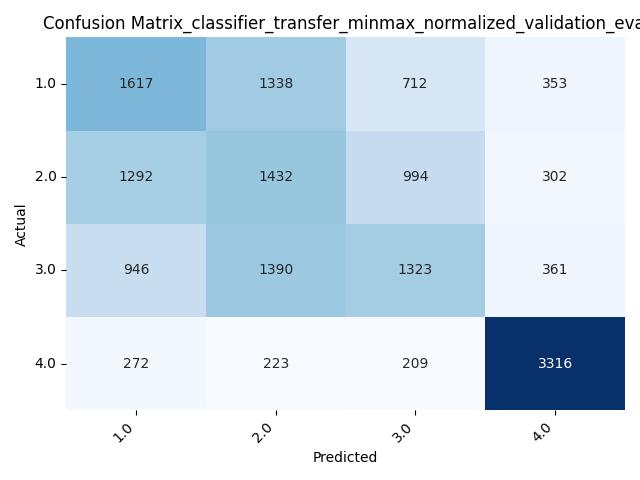 Confusion Matrix_classifier_transfer_minmax_normalized_validation_eva
1.0 1617 1338 712 353
2.0 1292 1432 994 302
3.0 946 1390 1323 361
4.0 272 223 209 3316
Actual
1.0 2.0 3.0 4.0
Predicted